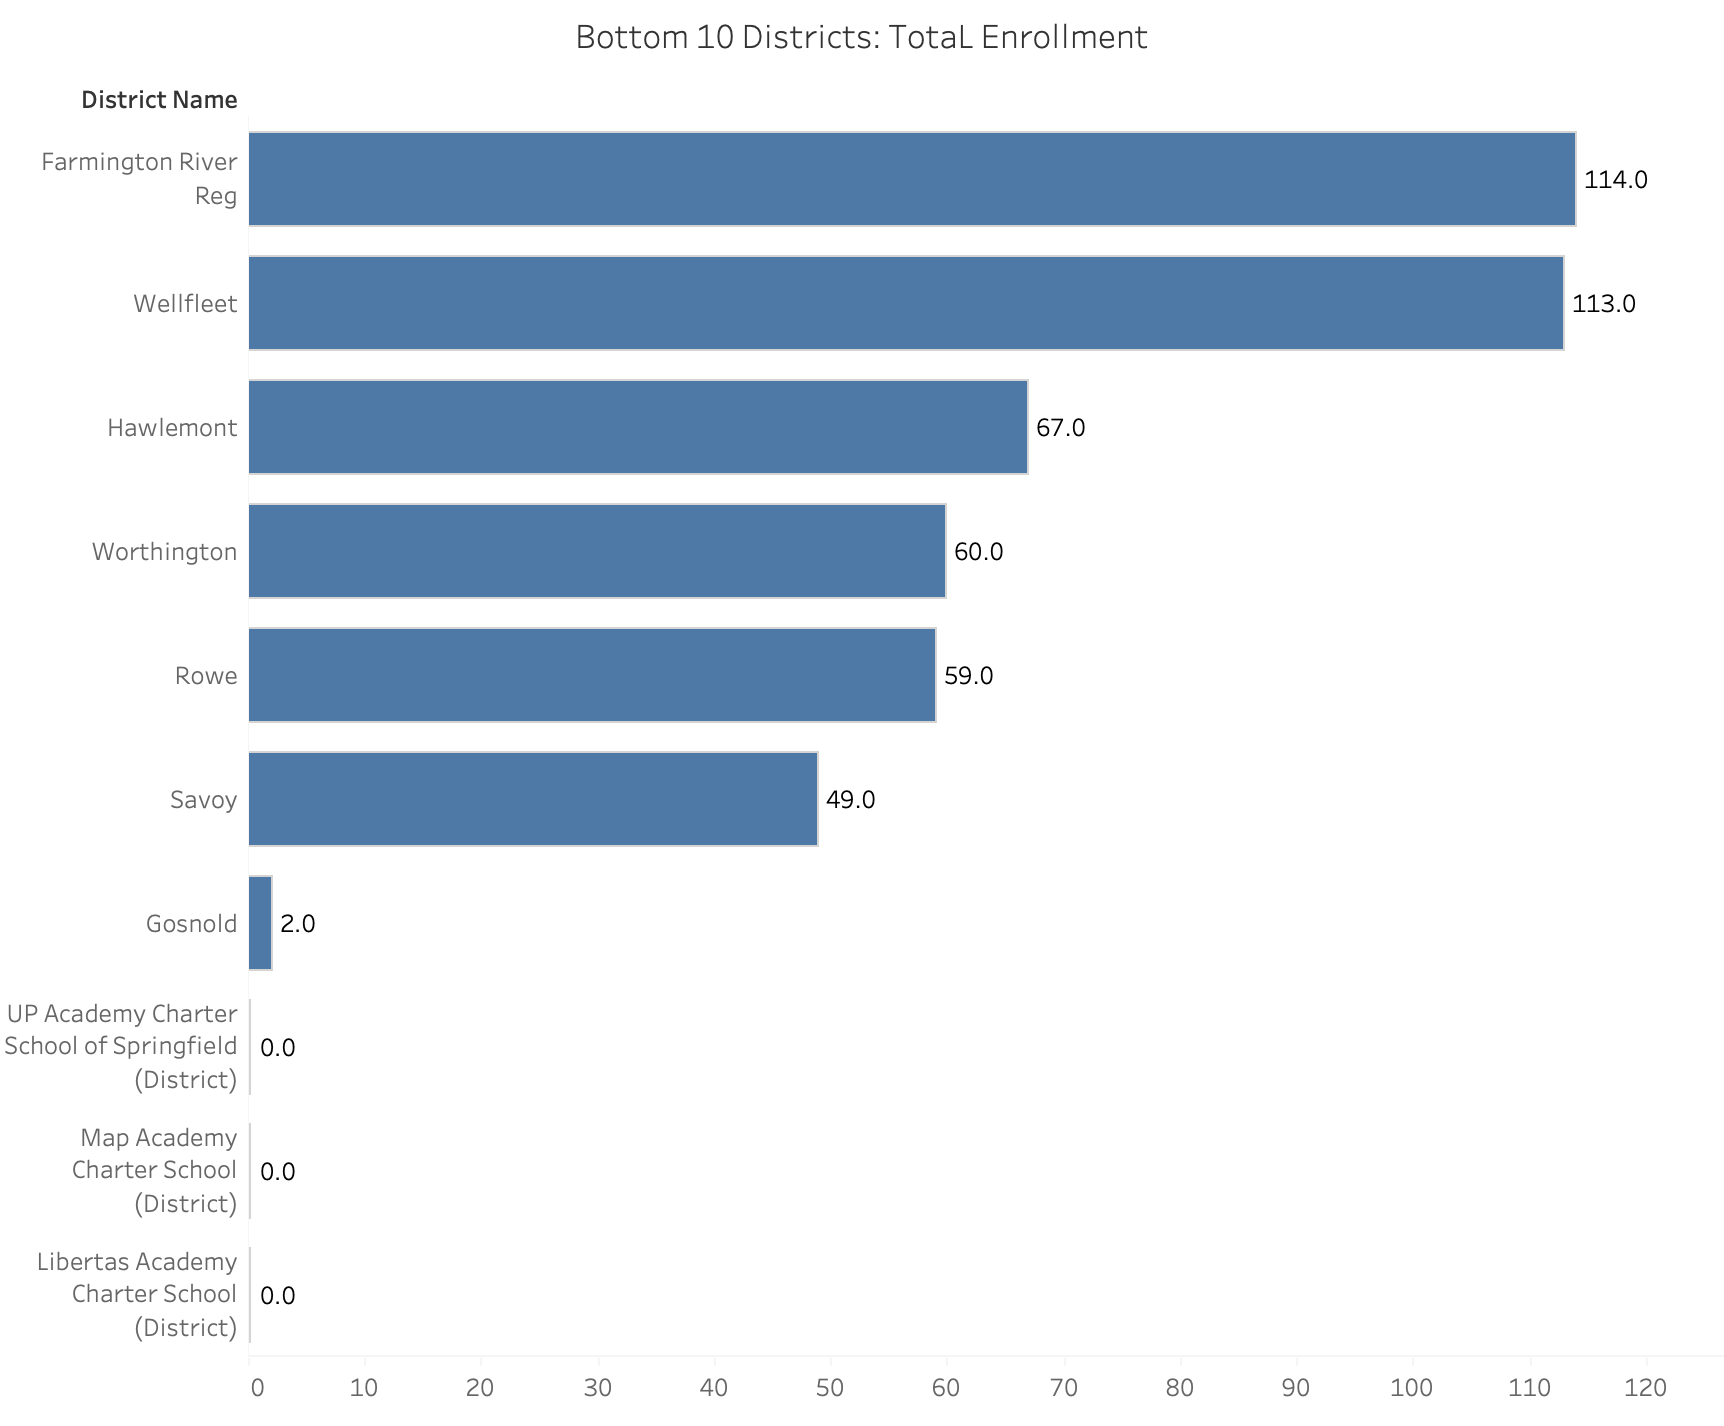 Bottom 10 Districts: TotaL Enrollment
District Name
Farmington River
Reg
114.0
Wellfleet
113.0
Hawlemont
67.0
Worthington
60.0
Rowe
59.0
Savoy
49.0
Gosnold
2.0
UP Academy Charter
School of Springfield
(District)
0.0
Map Academy
Charter School
(District)
0.0
Libertas Academy
Charter School
(District)
0.0
0 10 20 30 40 50 60 70 80 90 100 110 120